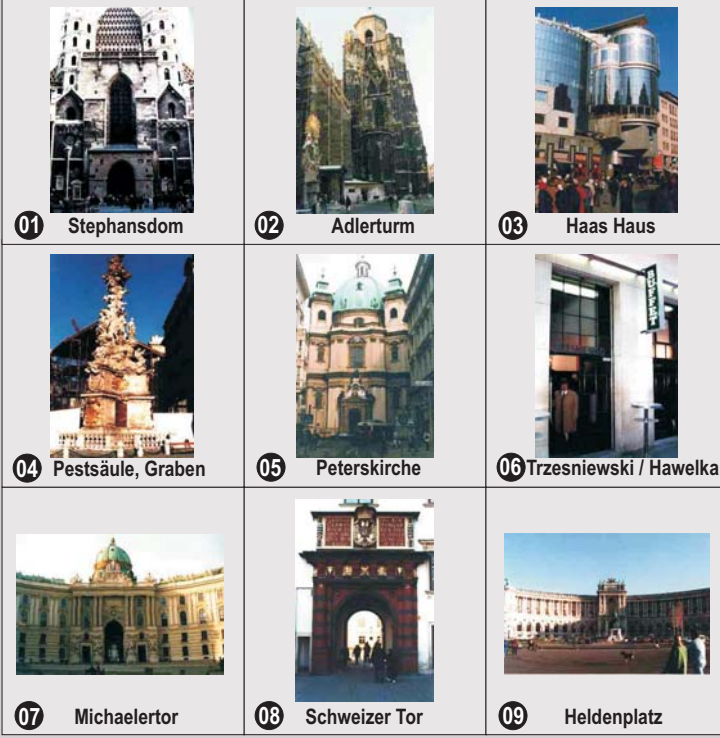 01 Stephansdom
02 Adlerturm
03 Haas Haus
04 Pestsäule, Graben
05 Peterskirche
BUFFET
06 Trzesniewski / Hawelka
07 Michaelertor
08 Schweizer Tor
09 Heldenplatz